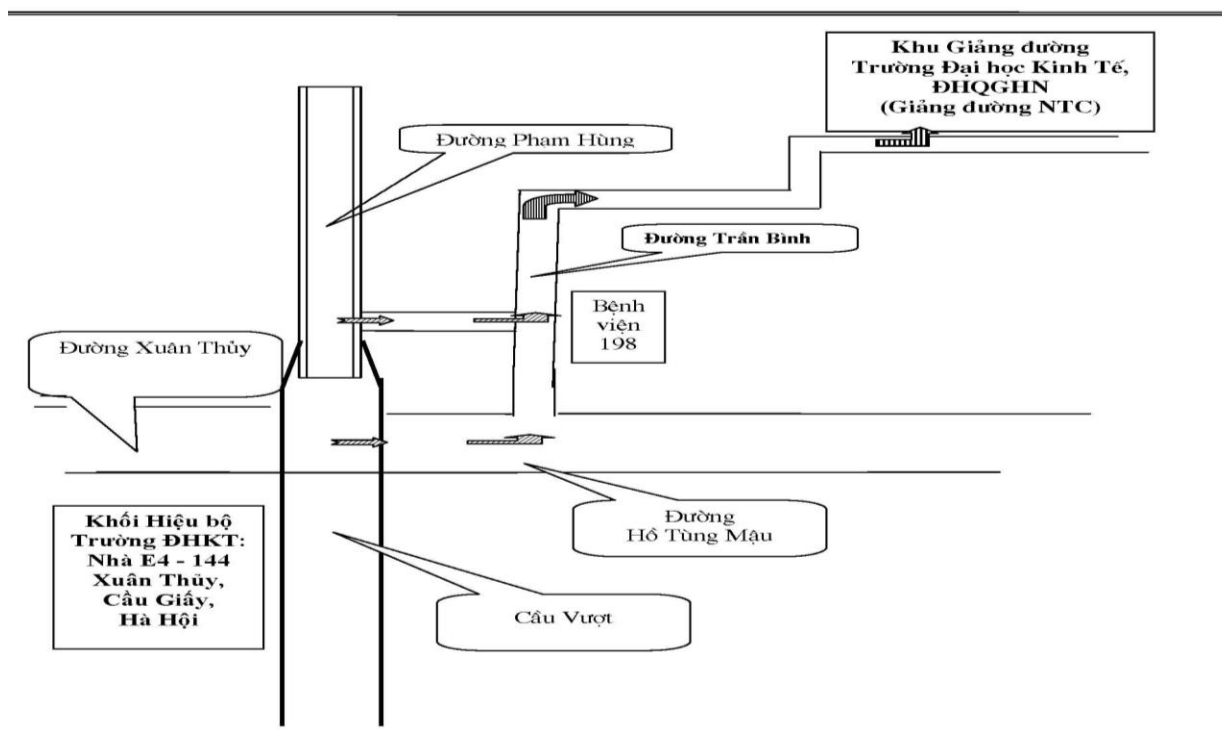 Khu Giảng đường
Trường Đại học Kinh Tế,
ĐHQGHN
(Giảng đường NTC)
Đường Phạm Hùng
Đường Trần Bình
Bệnh
viện
198
Đường Xuân Thủy
Khối Hiệu bộ
Trường ĐHKT:
Nhà E4 - 144
Xuân Thủy,
Cầu Giấy,
Hà Hội
Đường
Hồ Tùng Mậu
Cầu Vượt